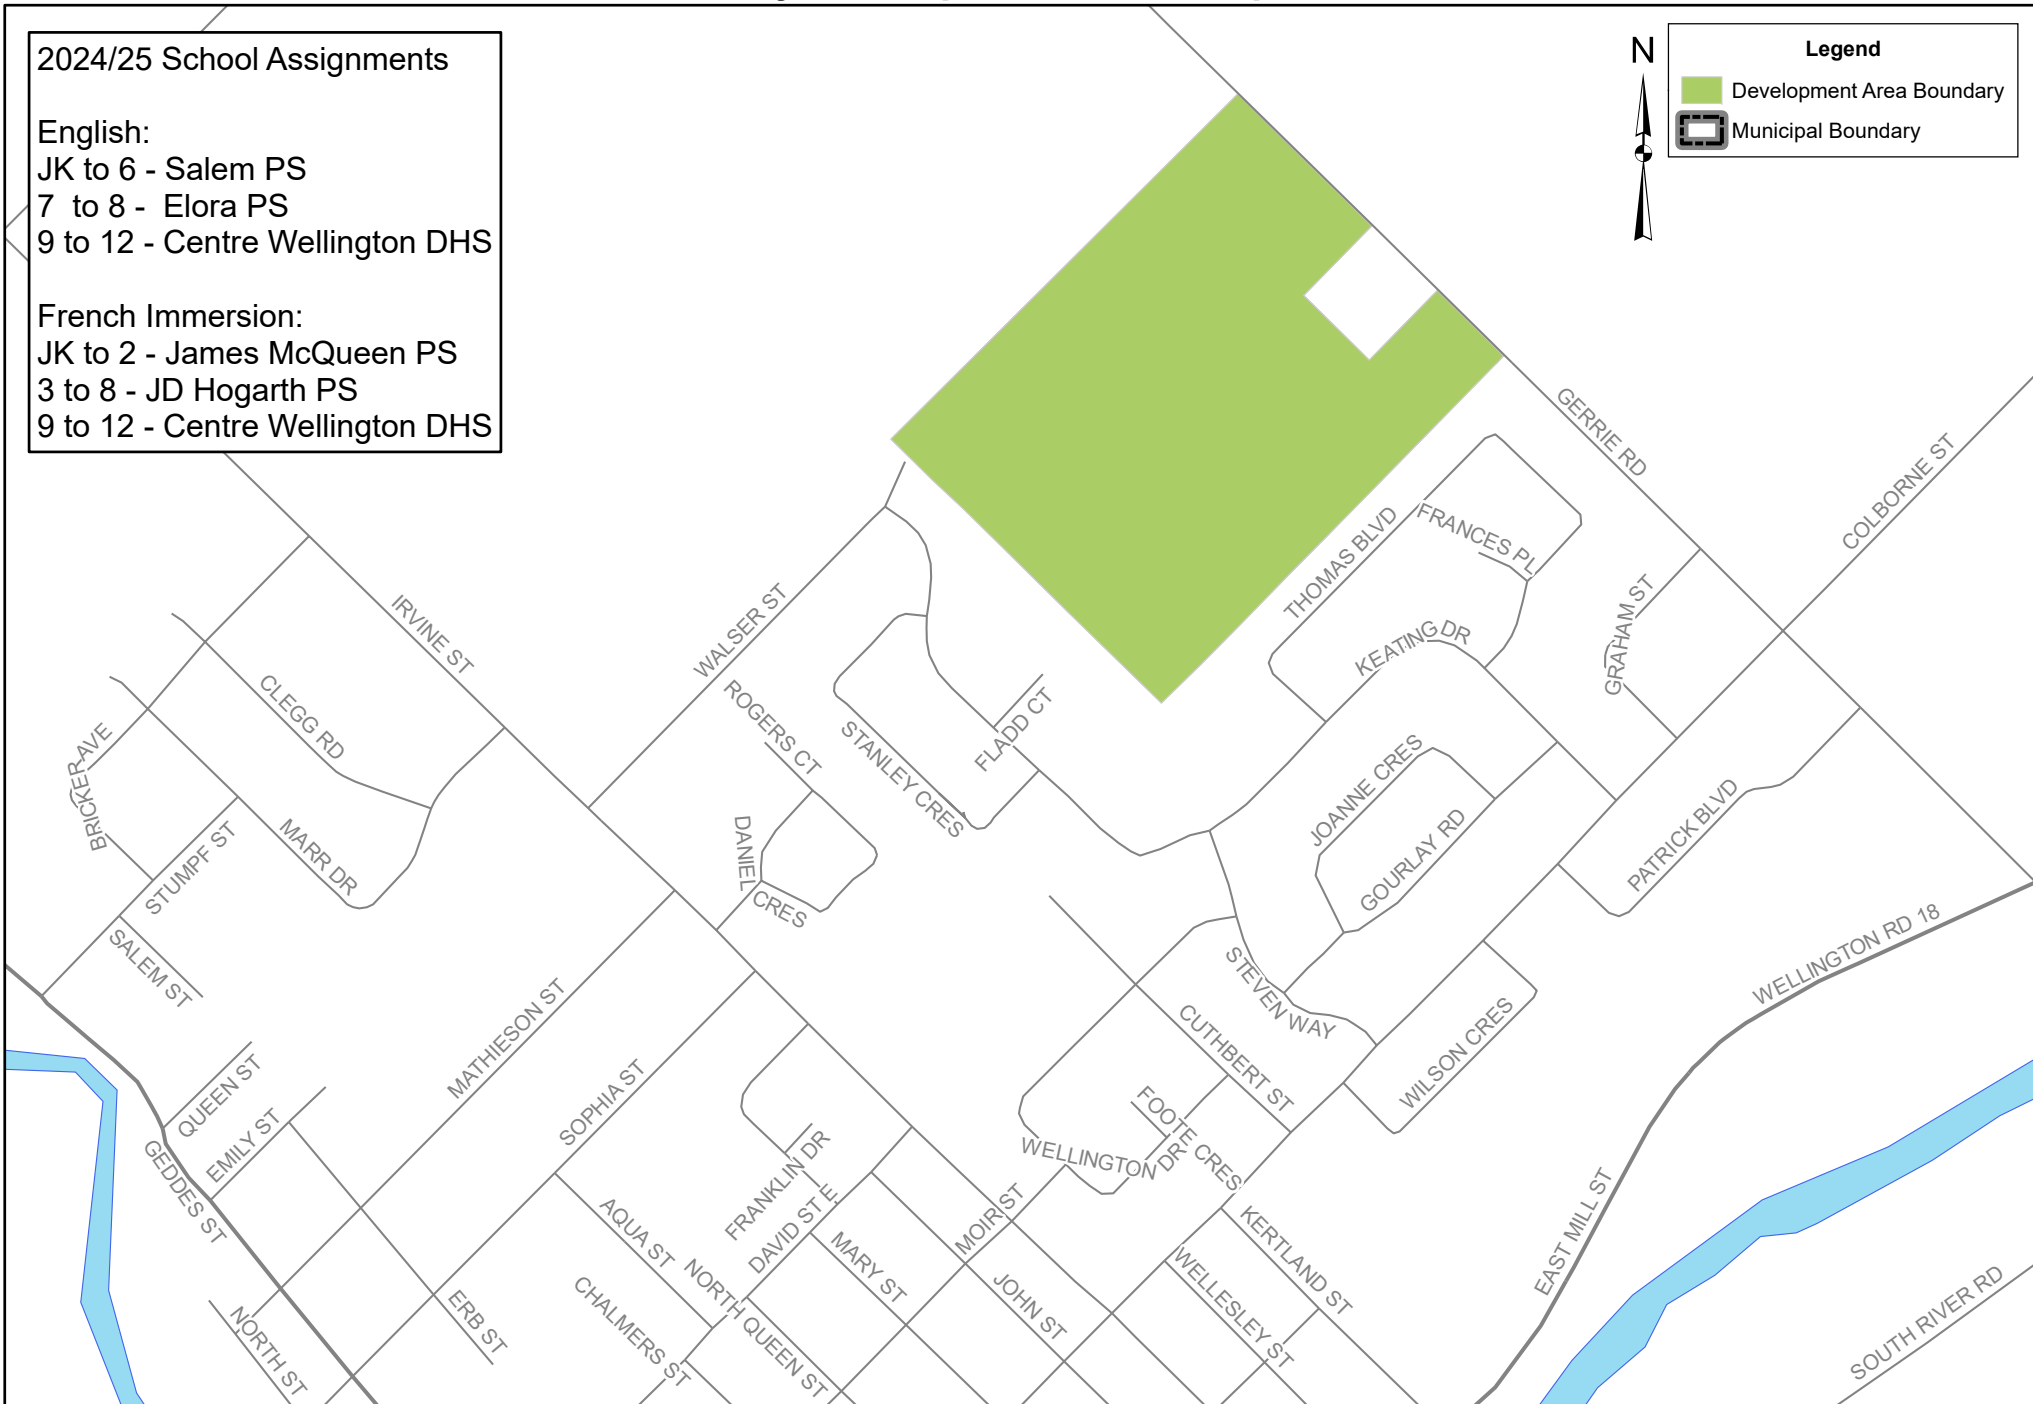 2024/25 School Assignments
English:
JK to 6 - Salem PS
7  to 8 -  Elora PS
9 to 12 - Centre Wellington DHS
French Immersion:
JK to 2 - James McQueen PS
3 to 8 - JD Hogarth PS
9 to 12 - Centre Wellington DHS
N
Legend
Development Area Boundary
Municipal Boundary
GERRIE RD
COLBORNE ST
THOMAS BLVD
FRANCES PL
IRVINE ST
WALSER ST
KEATING DR
GRAHAM ST
CLEGG RD
ROGERS CT
STANLEY CRES
FLADD CT
BRICKER AVE
JOANNE CRES
GOURLAY RD
PATRICK BLVD
STUMPF ST
MARR DR
DANIEL
CRES
SALEM ST
WELLINGTON RD 18
STEVEN WAY
MATHIESON ST
CUTHBERT ST
WILSON CRES
QUEEN ST
SOPHIA ST
EMILY ST
FOOTE CRES
WELLINGTON DR
GEDDES ST
FRANKLIN DR
AQUA ST
DAVID ST E
MOIR ST
MARY ST
KERTLAND ST
EAST MILL ST
NORTH QUEEN ST
CHALMERS ST
JOHN ST
WELLESLEY ST
ERB ST
NORTH ST
SOUTH RIVER RD